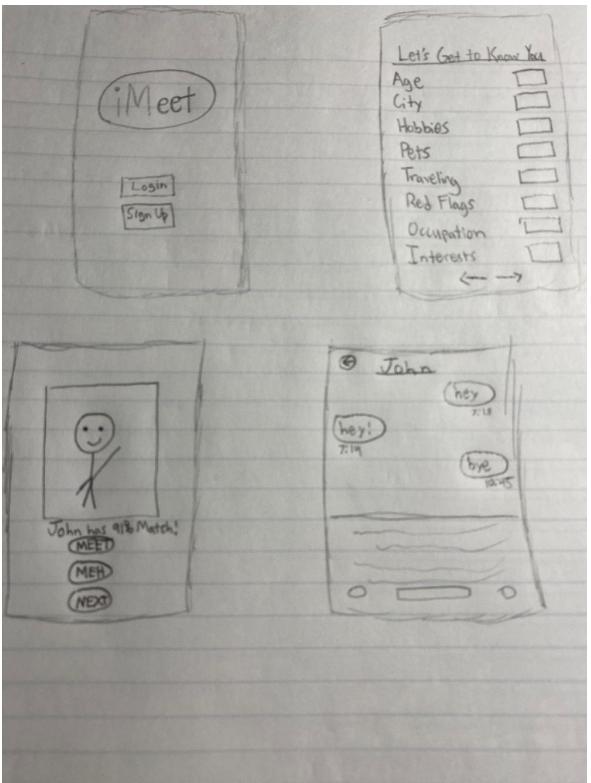 iMeet
Login
Sign Up
Let's Get to Know You
Age
City
Hobbies
Pets
Traveling
Red Flags
Occupation
Interests
John has 91% Match!
MEET
MEH
NEXT
John
hey
7:18
hey!
7:19
bye
12:45